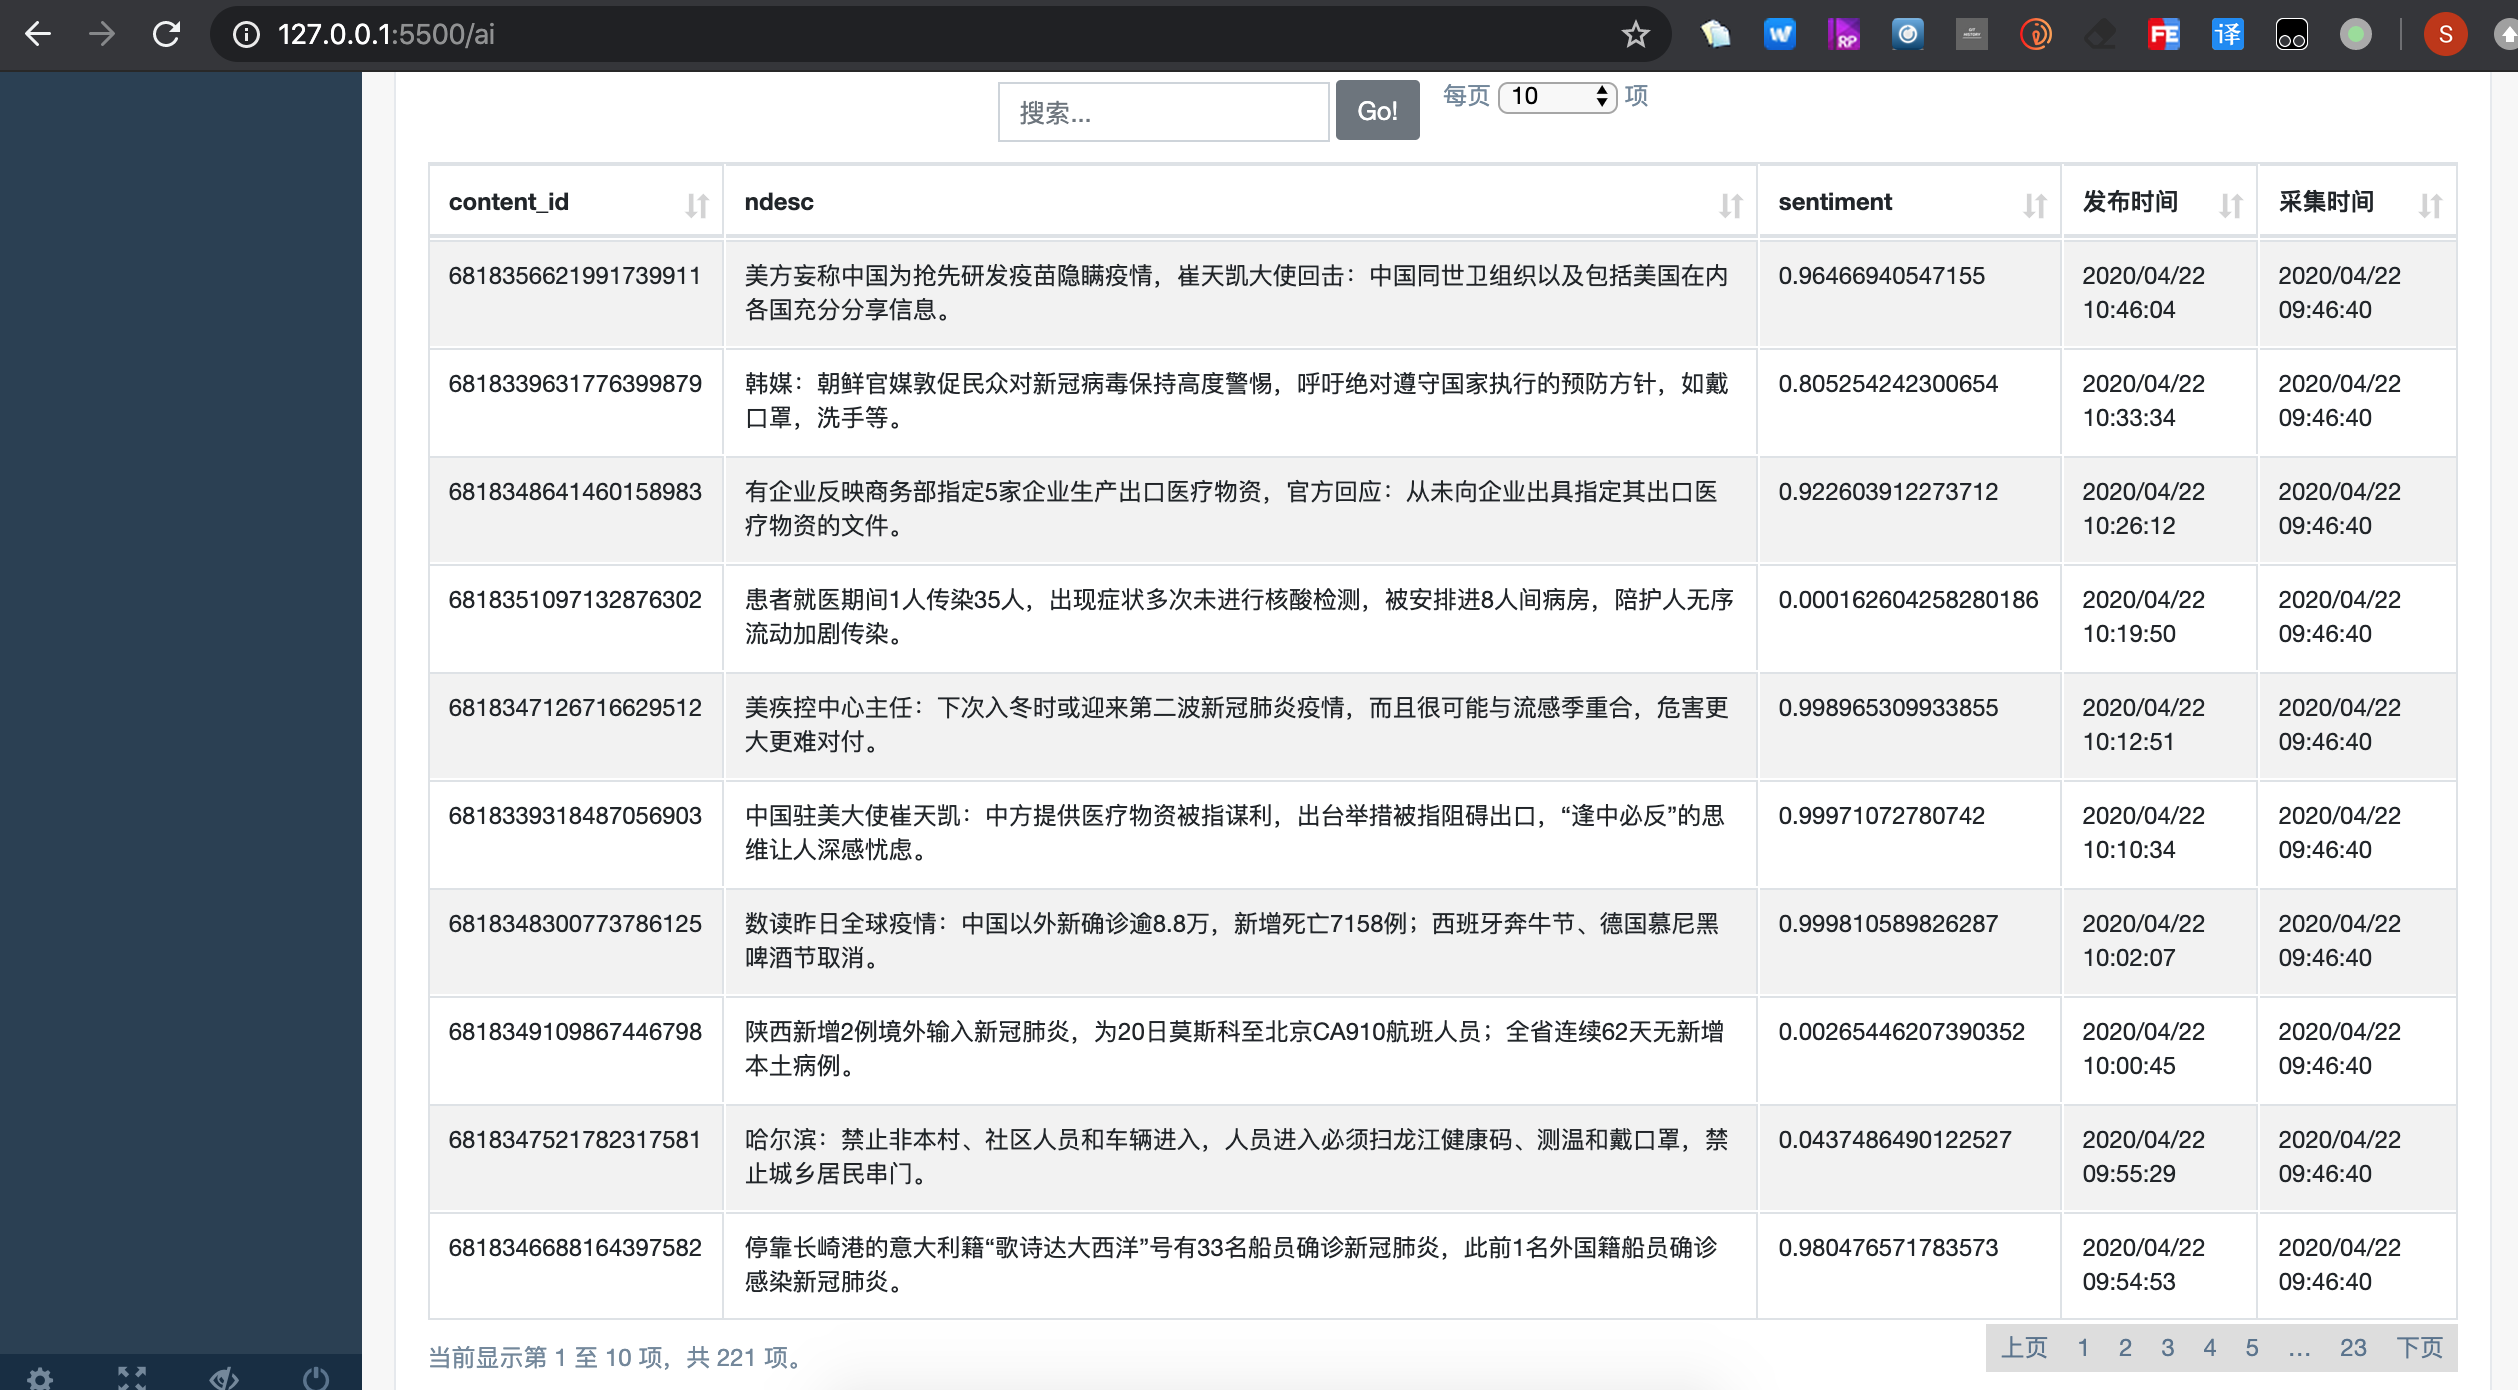 127.0.0.1:5500/ai
W RP FE 译 S
搜索... Go! 每页 10 项
content_id ndesc sentiment 发布时间 采集时间
6818356621991739911 美方妄称中国为抢先研发疫苗隐瞒疫情，崔天凯大使回击：中国同世卫组织以及包括美国在内 0.96466940547155 2020/04/22 2020/04/22
各国充分分享信息。 10:46:04 09:46:40
6818339631776399879 韩媒：朝鲜官媒敦促民众对新冠病毒保持高度警惕，呼吁绝对遵守国家执行的预防方针，如戴 0.805254242300654 2020/04/22 2020/04/22
口罩，洗手等。 10:33:34 09:46:40
6818348641460158983 有企业反映商务部指定5家企业生产出口医疗物资，官方回应：从未向企业出具指定其出口医 0.922603912273712 2020/04/22 2020/04/22
疗物资的文件。 10:26:12 09:46:40
6818351097132876302 患者就医期间1人传染35人，出现症状多次未进行核酸检测，被安排进8人间病房，陪护人无序 0.000162604258280186 2020/04/22 2020/04/22
流动加剧传染。 10:19:50 09:46:40
6818347126716629512 美疾控中心主任：下次入冬时或迎来第二波新冠肺炎疫情，而且很可能与流感季重合，危害更 0.998965309933855 2020/04/22 2020/04/22
大更难对付。 10:12:51 09:46:40
6818339318487056903 中国驻美大使崔天凯：中方提供医疗物资被指谋利，出台举措被指阻碍出口，“逢中必反”的思 0.99971072780742 2020/04/22 2020/04/22
维让人深感忧虑。 10:10:34 09:46:40
6818348300773786125 数读昨日全球疫情：中国以外新确诊逾8.8万，新增死亡7158例；西班牙奔牛节、德国慕尼黑 0.999810589826287 2020/04/22 2020/04/22
啤酒节取消。 10:02:07 09:46:40
6818349109867446798 陕西新增2例境外输入新冠肺炎，为20日莫斯科至北京CA910航班人员；全省连续62天无新增 0.00265446207390352 2020/04/22 2020/04/22
本土病例。 10:00:45 09:46:40
6818347521782317581 哈尔滨：禁止非本村、社区人员和车辆进入，人员进入必须扫龙江健康码、测温和戴口罩，禁 0.0437486490122527 2020/04/22 2020/04/22
止城乡居民串门。 09:55:29 09:46:40
6818346688164397582 停靠长崎港的意大利籍“歌诗达大西洋”号有33名船员确诊新冠肺炎，此前1名外国籍船员确诊 0.980476571783573 2020/04/22 2020/04/22
感染新冠肺炎。 09:54:53 09:46:40
当前显示第 1 至 10 项，共 221 项。 上页 1 2 3 4 5 ... 23 下页